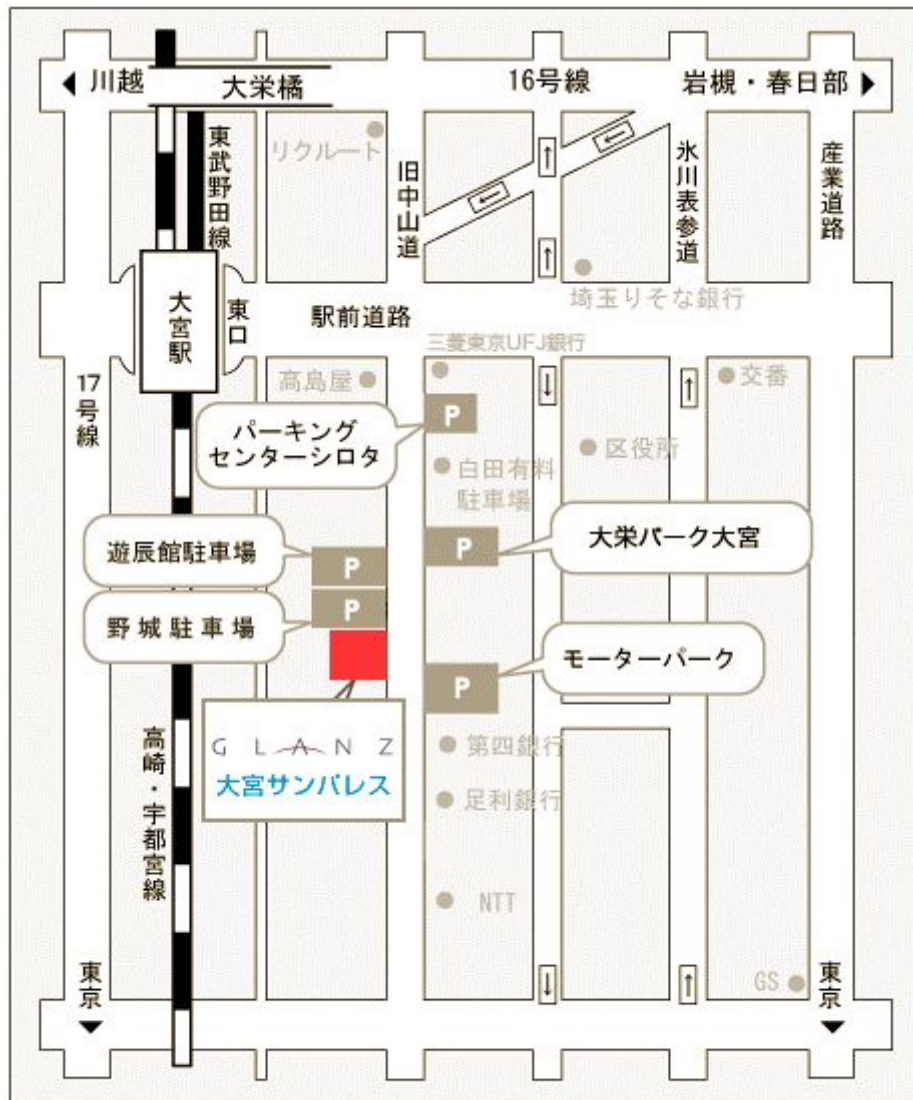 川越
大栄橋
16号線
岩槻・春日部
東武野田線
リクルート
旧中山道
氷川表参道
産業道路
大宮駅
東口
駅前道路
埼玉りそな銀行
三菱東京UFJ銀行
17号線
高島屋
交番
P
パーキング
センターシロタ
区役所
白田有料
駐車場
遊辰館駐車場
P
P
大栄パーク大宮
野城駐車場
P
P
モーターパーク
GLANZ
大宮サンパレス
第四銀行
足利銀行
高崎・宇都宮線
NTT
東京
GS
東京